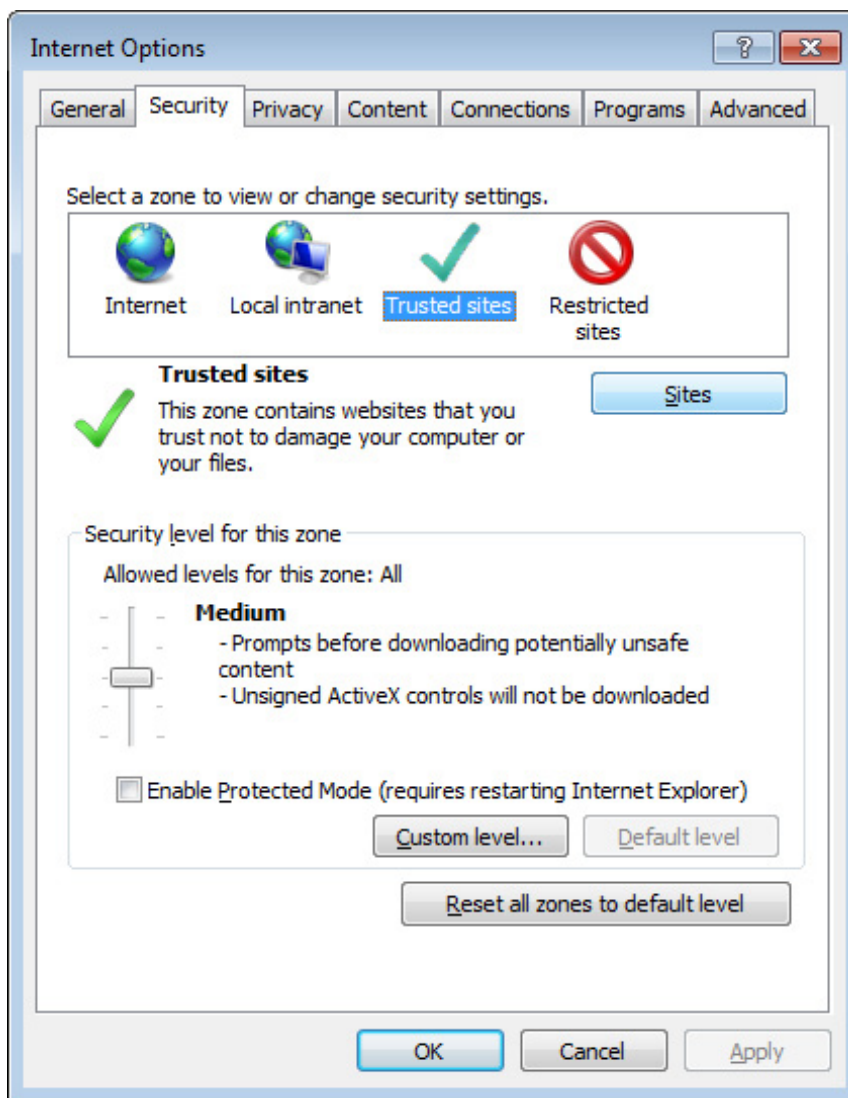 Internet Options
General Security Privacy Content Connections Programs Advanced
Select a zone to view or change security settings.
Internet Local intranet Trusted sites Restricted
sites
Trusted sites
Sites
This zone contains websites that you
trust not to damage your computer or
your files.
Security level for this zone
Allowed levels for this zone: All
Medium
- Prompts before downloading potentially unsafe
content
- Unsigned ActiveX controls will not be downloaded
Enable Protected Mode (requires restarting Internet Explorer)
Custom level... Default level
Reset all zones to default level
OK Cancel Apply